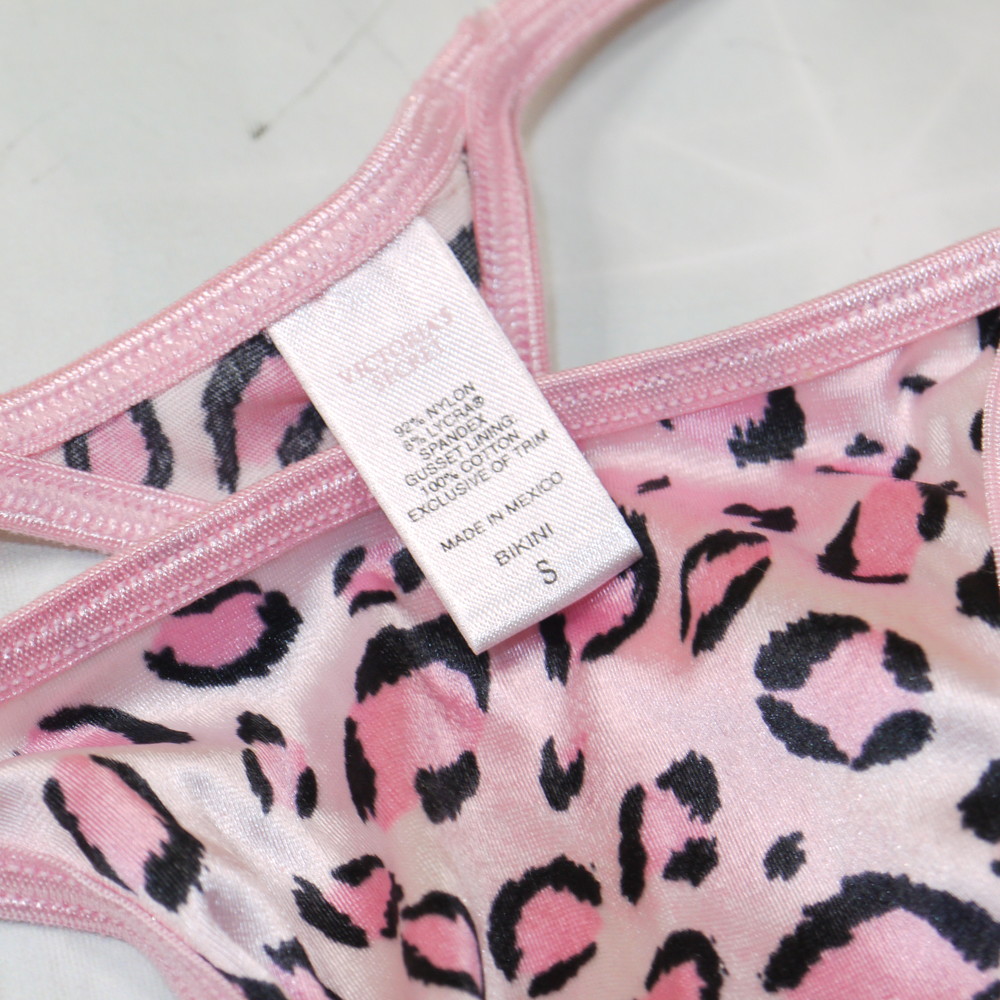 VICTORIA'S
SECRET
92% NYLON
8% LYCRA®
SPANDEX
GUSSET LINING
100% COTTON
EXCLUSIVE OF TRIM
MADE IN MEXICO
BIKINI
S